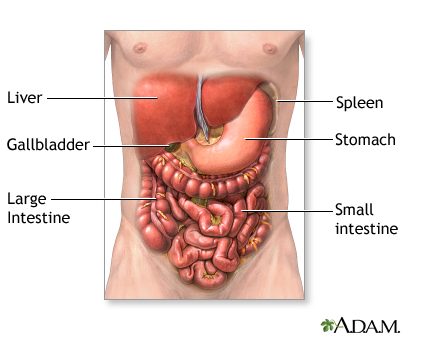 Liver
Spleen
Gallbladder
Stomach
Large
Intestine
Small
intestine
A.D.A.M.